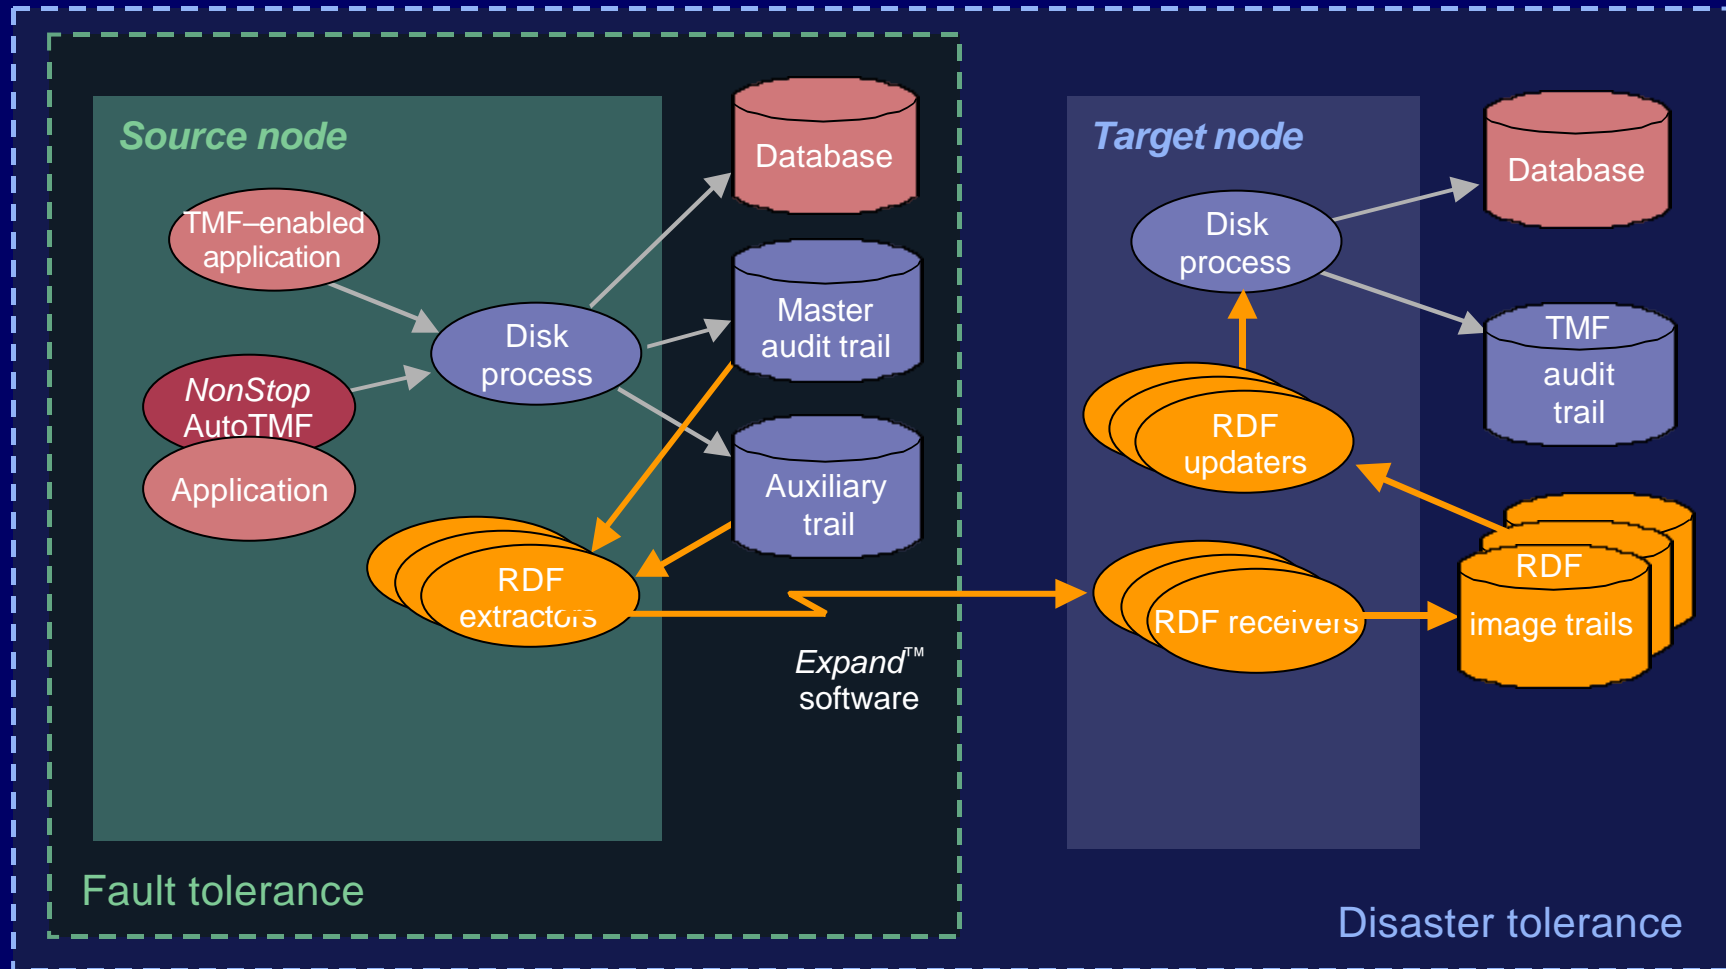 Source node
TMF–enabled
application
NonStop
AutoTMF
Application
Disk
process
RDF
extractors
Database
Master
audit trail
Auxiliary
trail
Expand™
software
Fault tolerance
Target node
Disk
process
RDF
updaters
RDF receivers
Database
TMF
audit
trail
RDF
image trails
Disaster tolerance